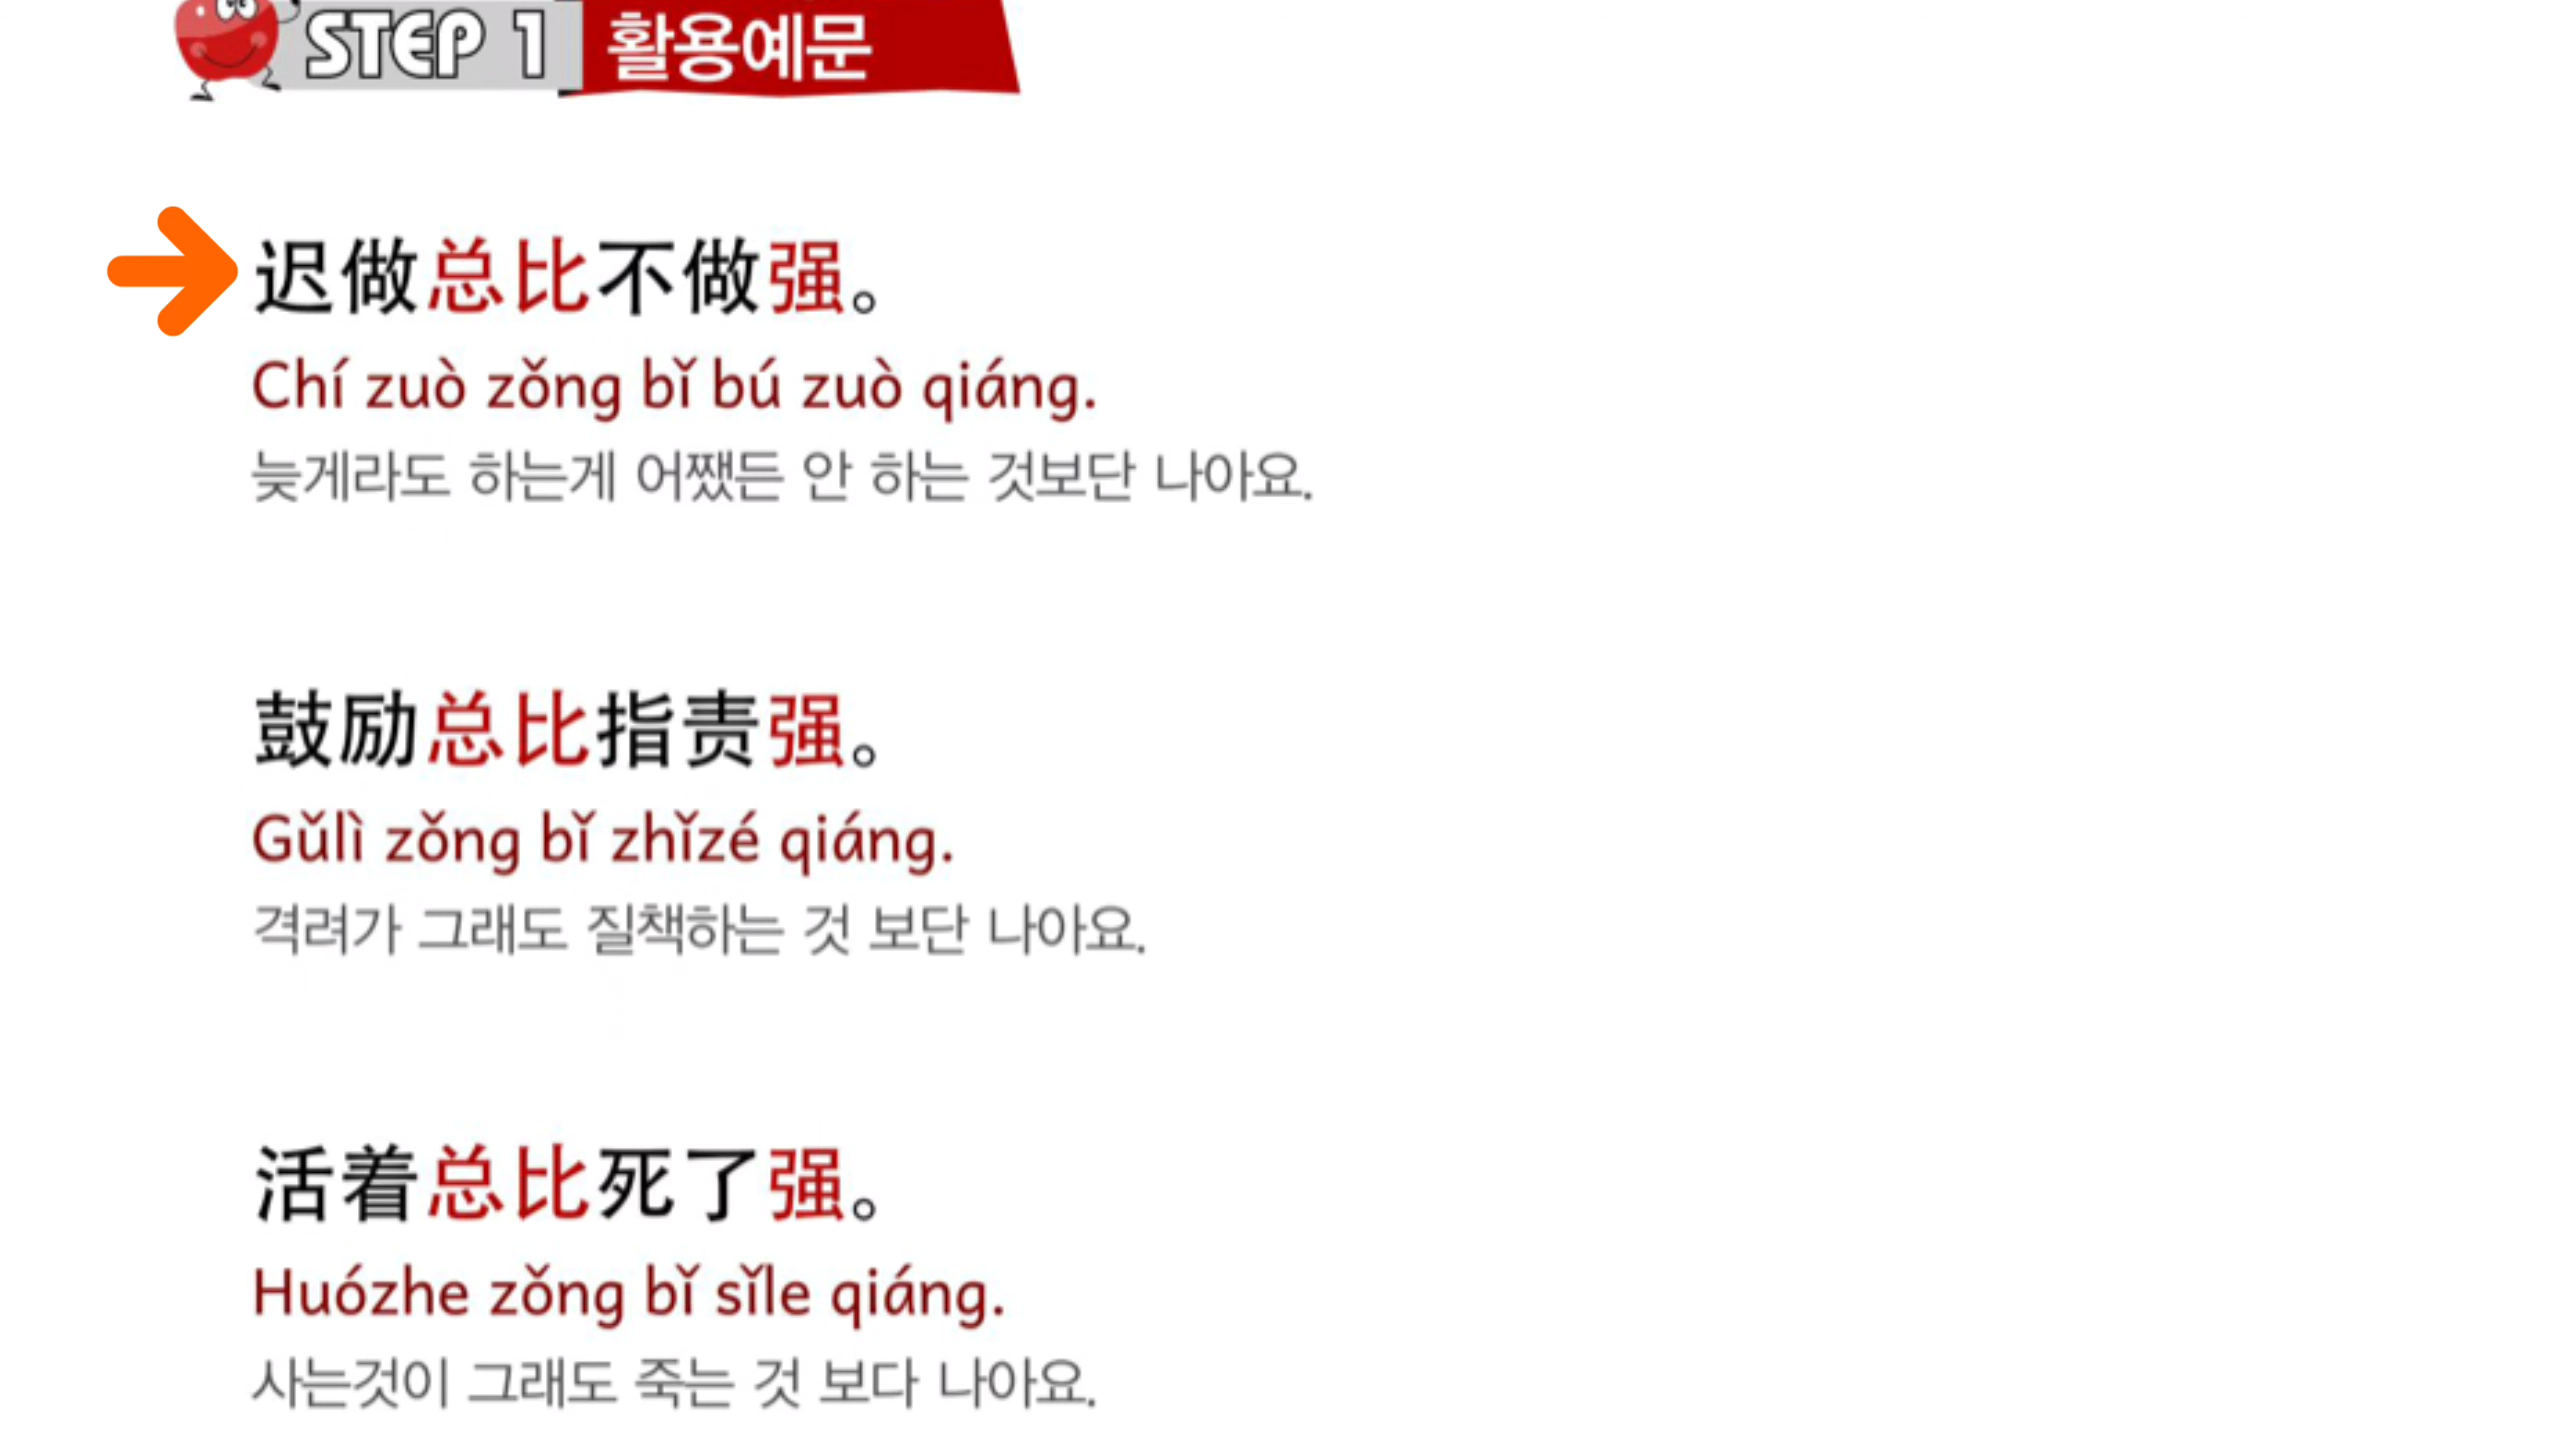 STEP 1 활용예문
迟做总比不做强。
Chí zuò zǒng bǐ bú zuò qiáng.
늦게라도 하는게 어쨌든 안 하는 것보단 나아요.
鼓励总比指责强。
Gǔlì zǒng bǐ zhǐzé qiáng.
격려가 그래도 질책하는 것 보단 나아요.
活着总比死了强。
Huózhe zǒng bǐ sǐle qiáng.
사는것이 그래도 죽는 것 보다 나아요.